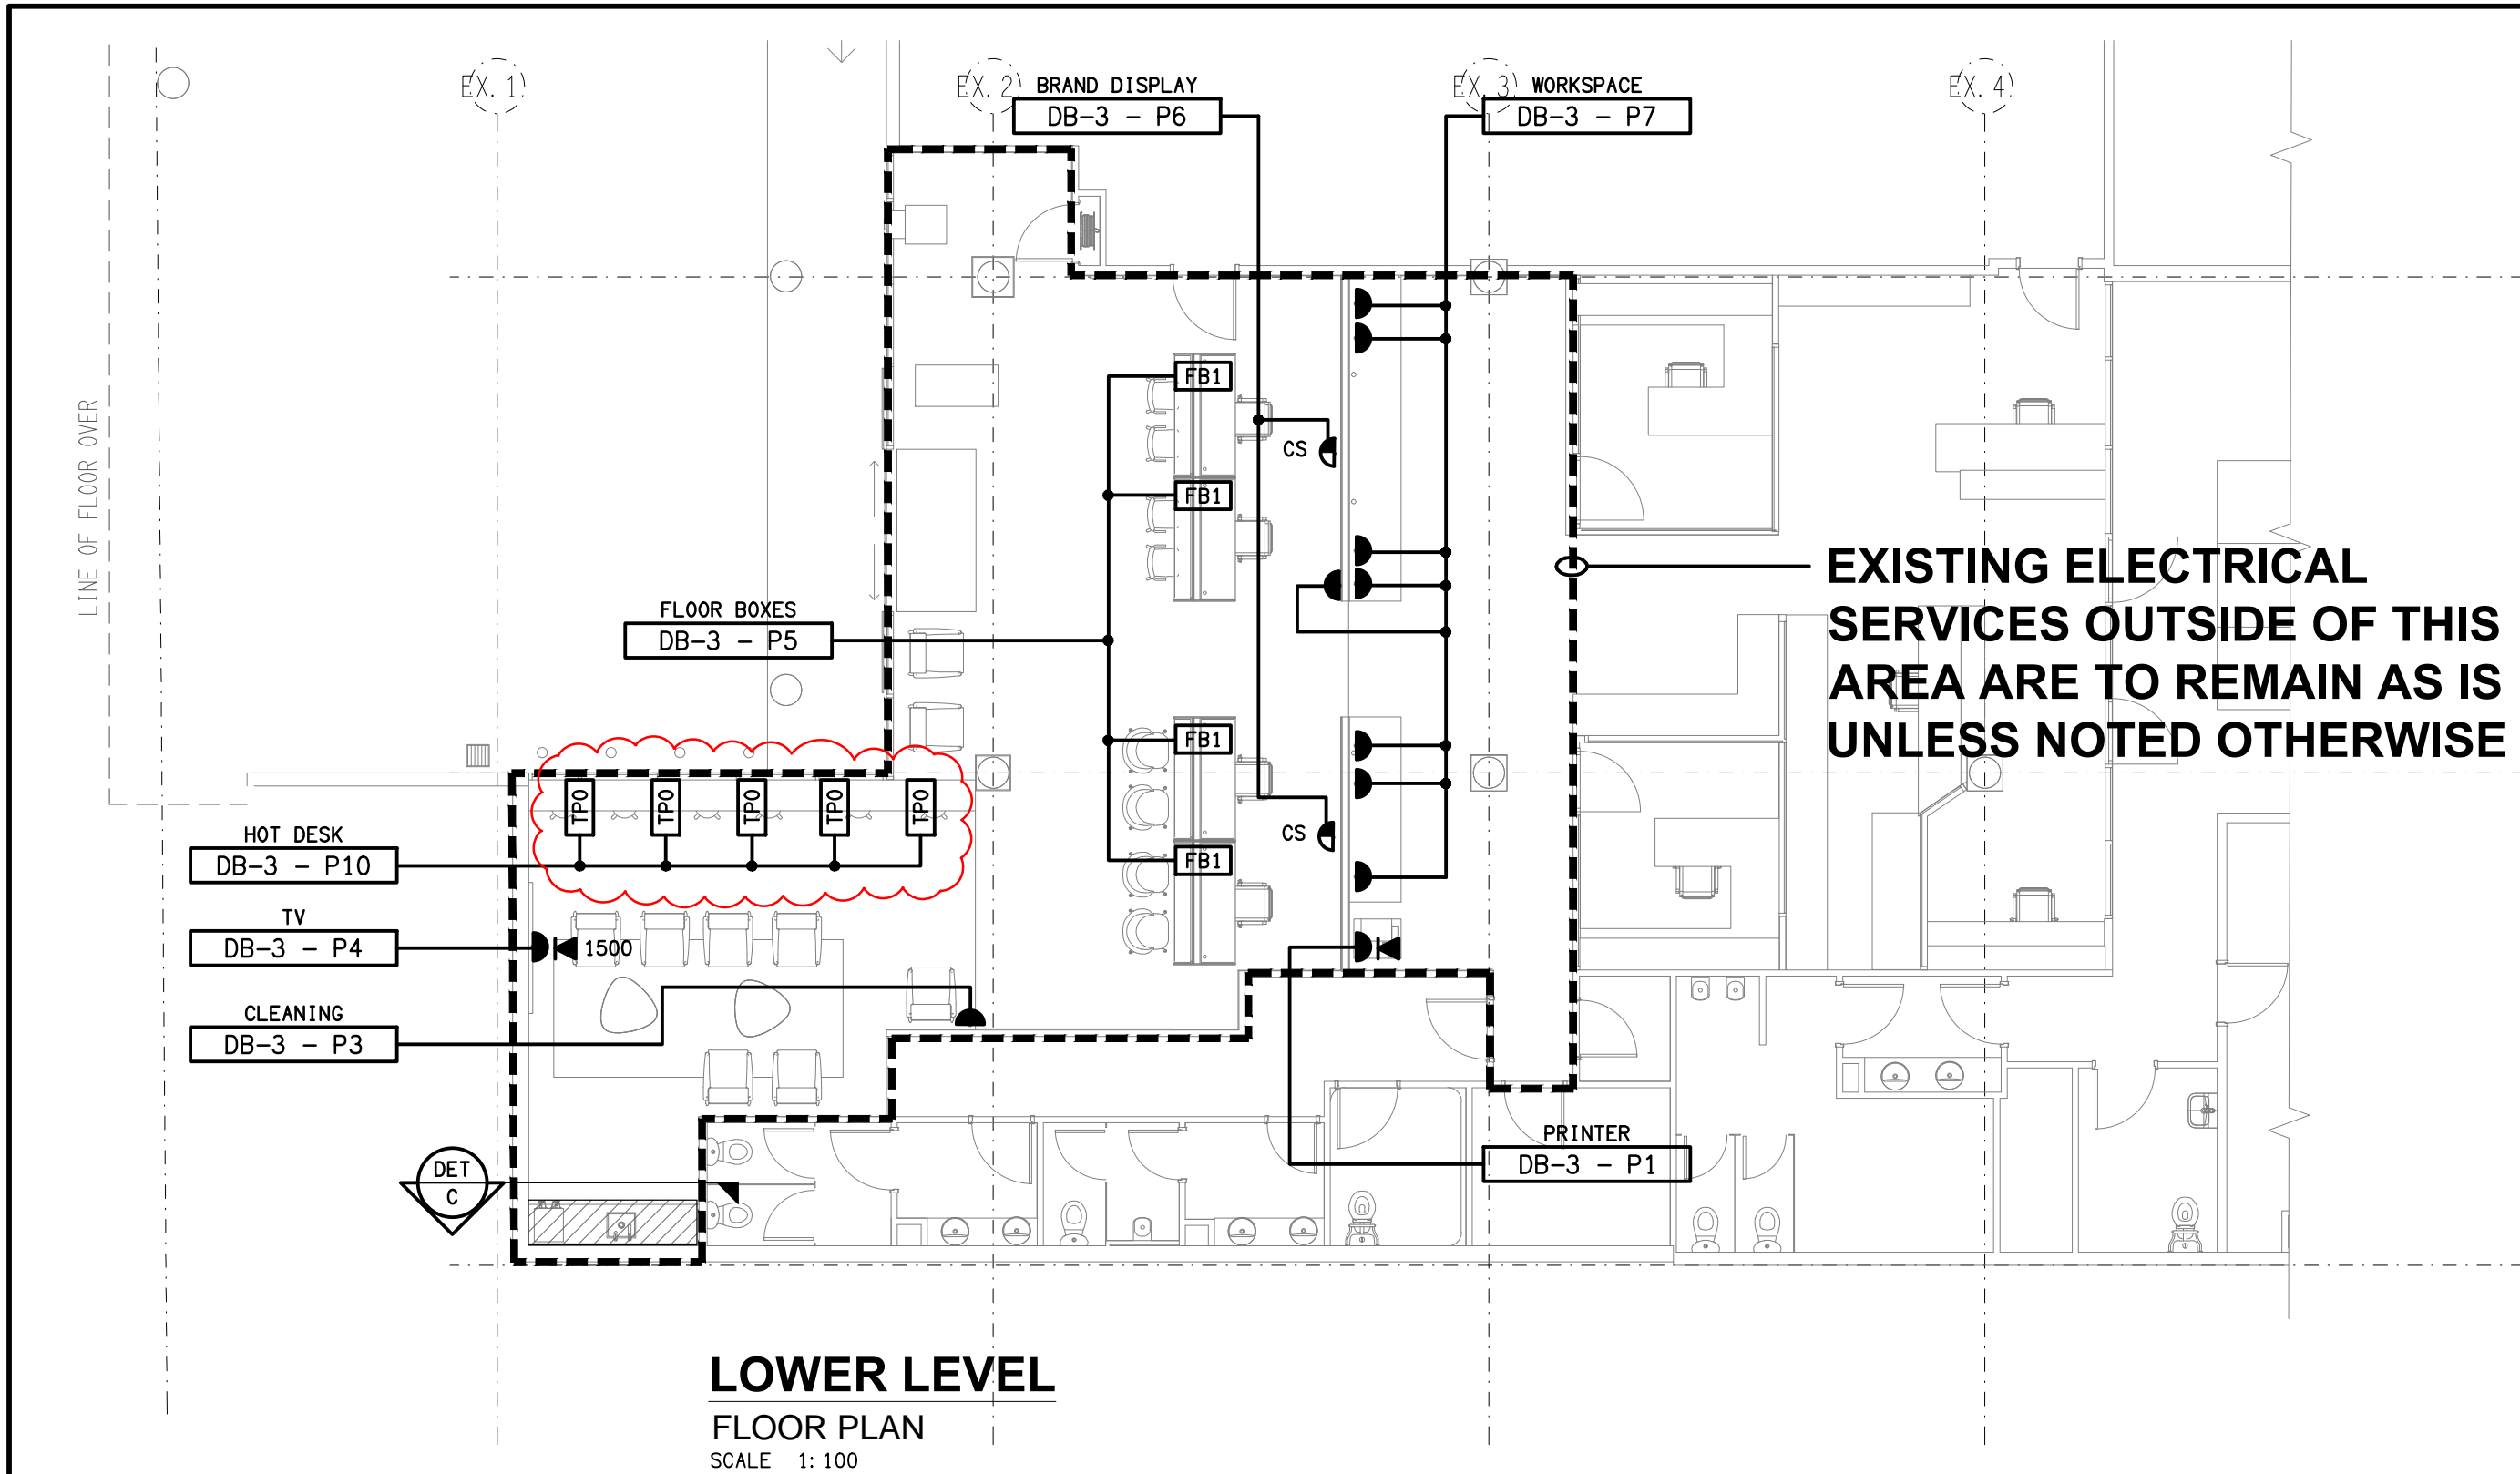 EX. 1
EX. 2
EX. 3
EX. 4
BRAND DISPLAY
DB-3 - P6
WORKSPACE
DB-3 - P7
LINE OF FLOOR OVER
FB1
CS
FB1
EXISTING ELECTRICAL
SERVICES OUTSIDE OF THIS
AREA ARE TO REMAIN AS IS
UNLESS NOTED OTHERWISE
FLOOR BOXES
DB-3 - P5
FB1
TPO
TPO
TPO
TPO
TPO
CS
HOT DESK
DB-3 - P10
FB1
TV
DB-3 - P4
1500
CLEANING
DB-3 - P3
DET
C
PRINTER
DB-3 - P1
LOWER LEVEL
FLOOR PLAN
SCALE 1:100